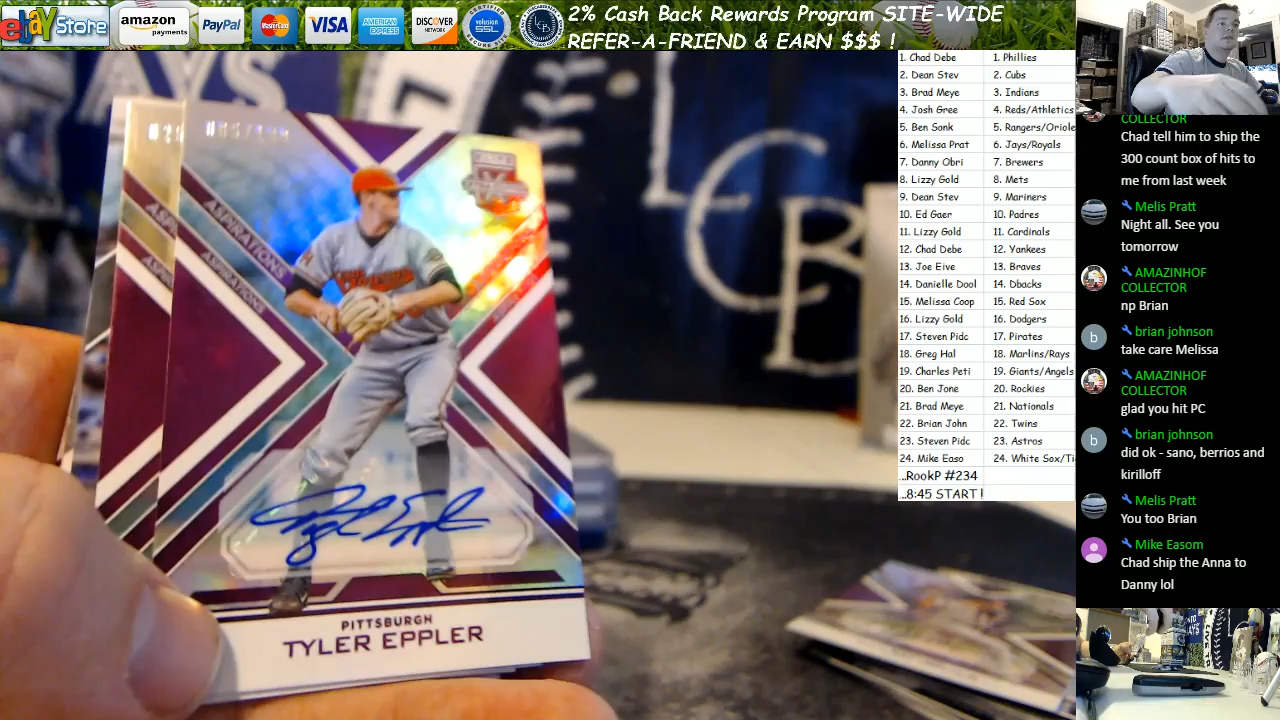 ebay Store
amazon payments
PayPal
MasterCard
VISA
AMERICAN EXPRESS
DISCOVER NETWORK
volusion SSL
LCB
2% Cash Back Rewards Program SITE-WIDE
REFER-A-FRIEND & EARN $$$ !
1. Chad Debe 1. Phillies
2. Dean Stev 2. Cubs
3. Brad Meye 3. Indians
4. Josh Gree 4. Reds/Athletics
5. Ben Sonk 5. Rangers/Oriole
6. Melissa Prat 6. Jays/Royals
7. Danny Obri 7. Brewers
8. Lizzy Gold 8. Mets
9. Dean Stev 9. Mariners
10. Ed Gaer 10. Padres
11. Lizzy Gold 11. Cardinals
12. Chad Debe 12. Yankees
13. Joe Eive 13. Braves
14. Danielle Dool 14. Dbacks
15. Melissa Coop 15. Red Sox
16. Lizzy Gold 16. Dodgers
17. Steven Pidc 17. Pirates
18. Greg Hal 18. Marlins/Rays
19. Charles Peti 19. Giants/Angels
20. Ben Jone 20. Rockies
21. Brad Meye 21. Nationals
22. Brian John 22. Twins
23. Steven Pidc 23. Astros
24. Mike Easo 24. White Sox/Ti
...RookP #234
...8:45 START!
COLLECTOR
Chad tell him to ship the
300 count box of hits to
me from last week
Melis Pratt
Night all. See you
tomorrow
AMAZINHOF
COLLECTOR
np Brian
b
brian johnson
take care Melissa
AMAZINHOF
COLLECTOR
glad you hit PC
b
brian johnson
did ok - sano, berrios and
kirilloff
Melis Pratt
You too Brian
Mike Easom
Chad ship the Anna to
Danny lol
AYS
LCB
ASPIRATIONS
ASPIRATIONS
PITTSBURGH
TYLER EPPLER